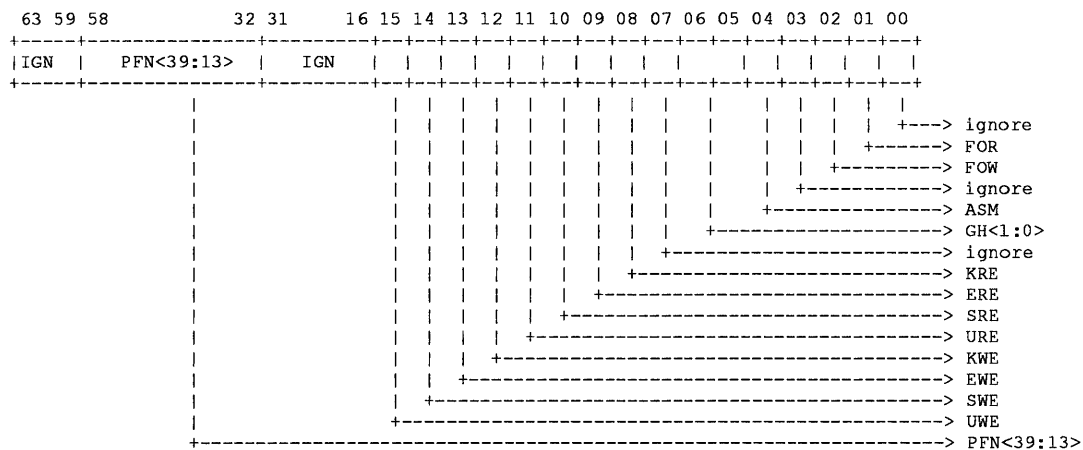 63 59 58 32 31 16 15 14 13 12 11 10 09 08 07 06 05 04 03 02 01 00
IGN PFN<39:13> IGN
ignore
FOR
FOW
ignore
ASM
GH<1:0>
ignore
KRE
ERE
SRE
URE
KWE
EWE
SWE
UWE
PFN<39:13>